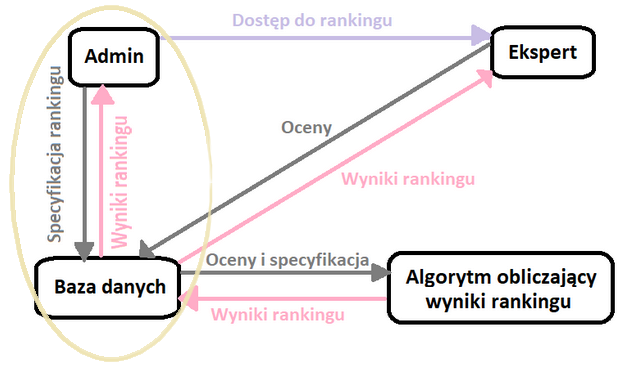 Dostęp do rankingu
Admin
Ekspert
Specyfikacja rankingu
Wyniki rankingu
Oceny
Wyniki rankingu
Baza danych
Oceny i specyfikacja
Algorytm obliczający
wyniki rankingu
Wyniki rankingu